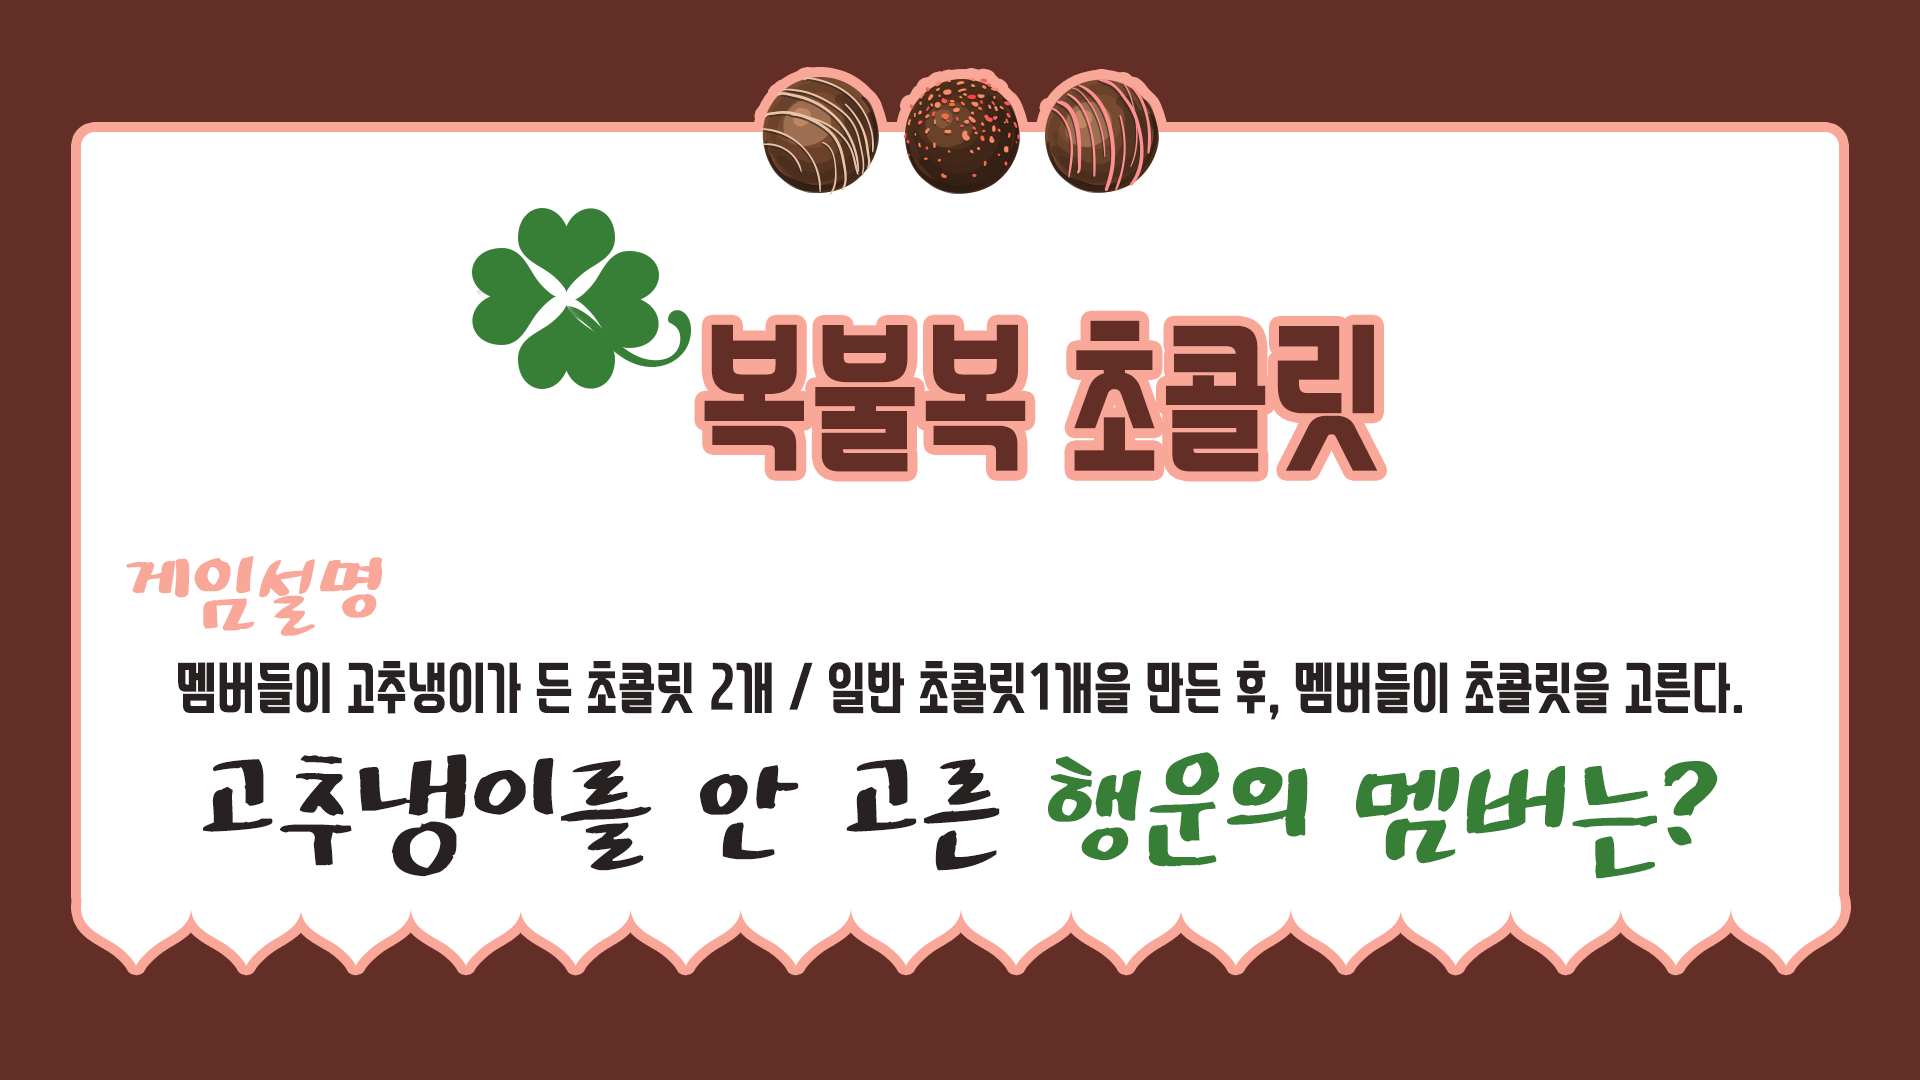 복불복 초콜릿
게임설명
멤버들이 고추냉이가 든 초콜릿 2개 / 일반 초콜릿1개을 만든 후, 멤버들이 초콜릿을 고른다.
고추냉이를 안 고른 행운의 멤버는?